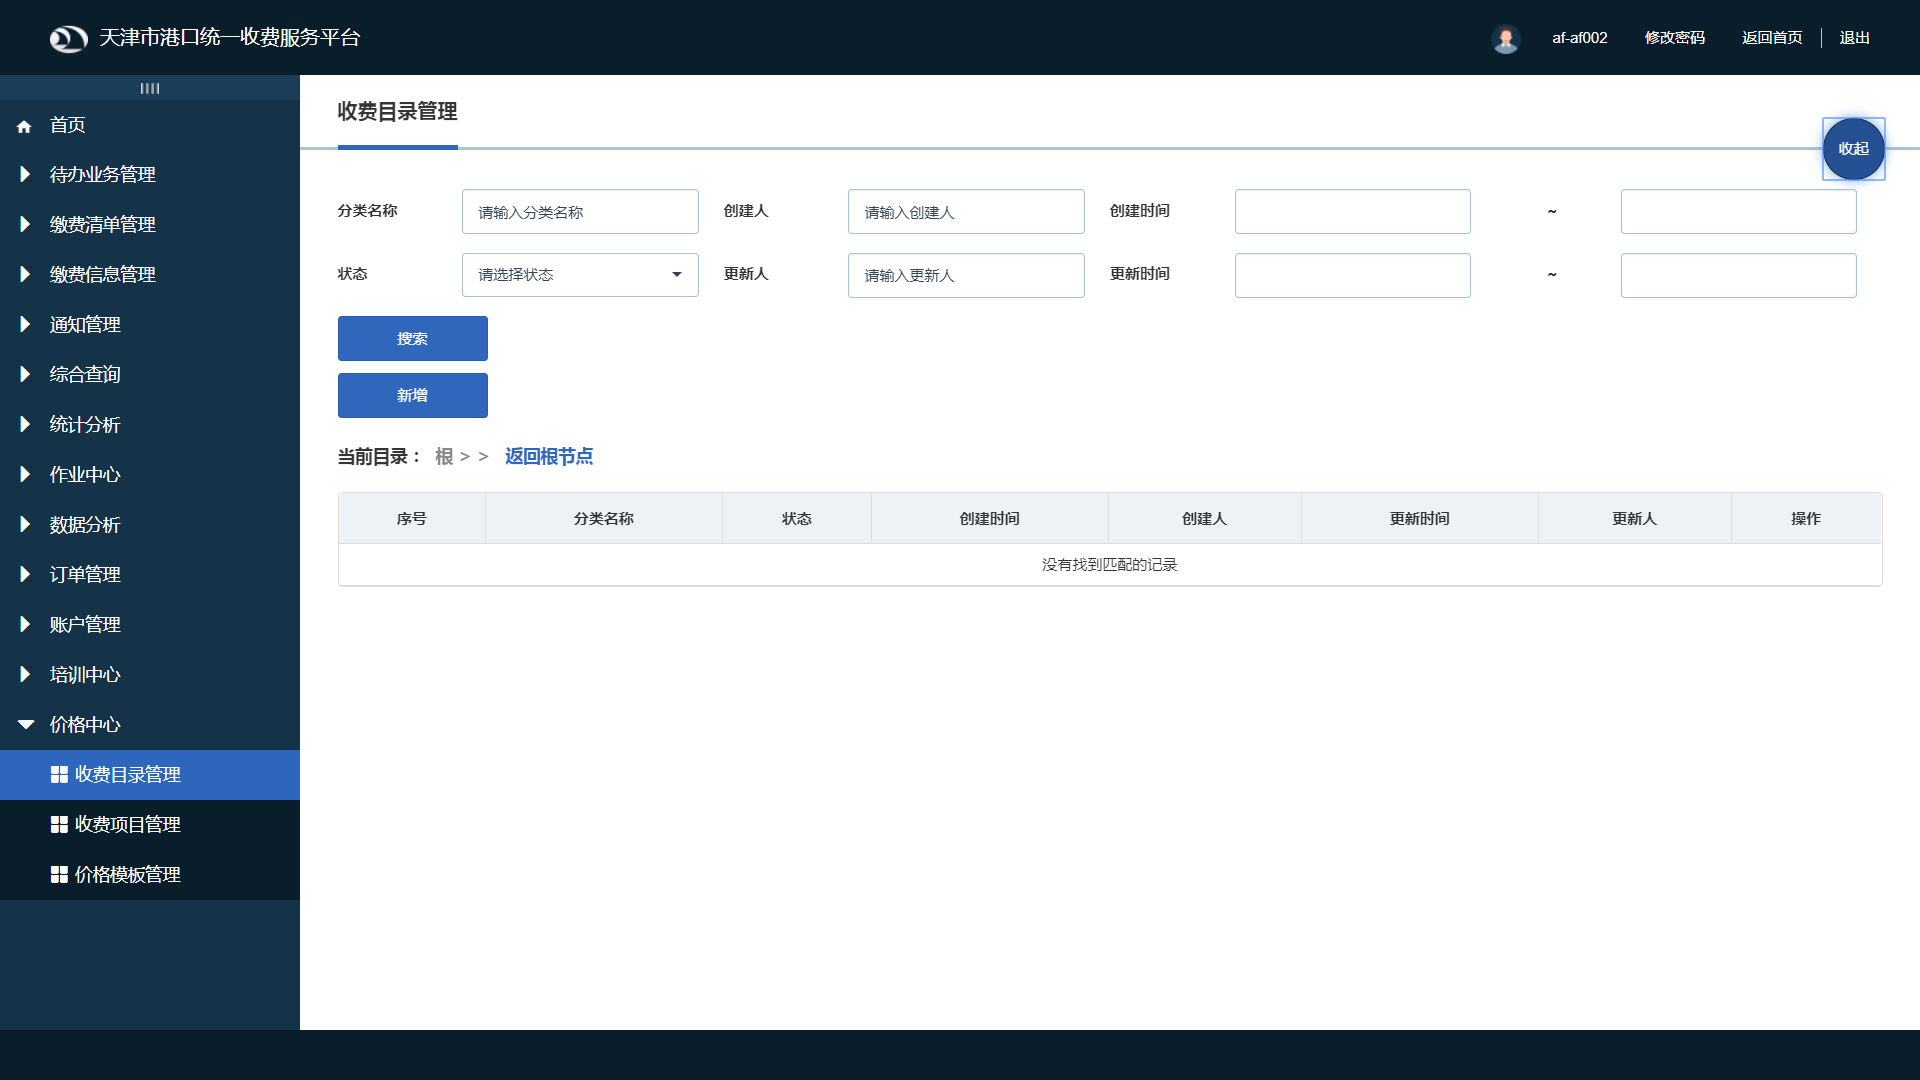 天津市港口统一收费服务平台
af-af002 修改密码 返回首页 退出
首页
待办业务管理
缴费清单管理
缴费信息管理
通知管理
综合查询
统计分析
作业中心
数据分析
订单管理
账户管理
培训中心
价格中心
收费目录管理
收费项目管理
价格模板管理
收费目录管理
收起
分类名称 请输入分类名称 创建人 请输入创建人 创建时间 ~
状态 请选择状态 更新人 请输入更新人 更新时间 ~
搜索
新增
当前目录： 根 > > 返回根节点
序号 分类名称 状态 创建时间 创建人 更新时间 更新人 操作
没有找到匹配的记录